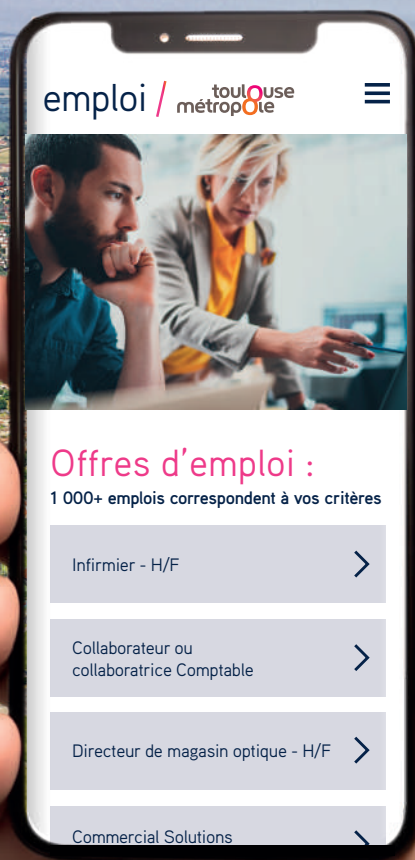 emploi / toulouse métropole
Offres d'emploi :
1 000+ emplois correspondent à vos critères
Infirmier - H/F
Collaborateur ou
collaboratrice Comptable
Directeur de magasin optique - H/F
Commercial Solutions